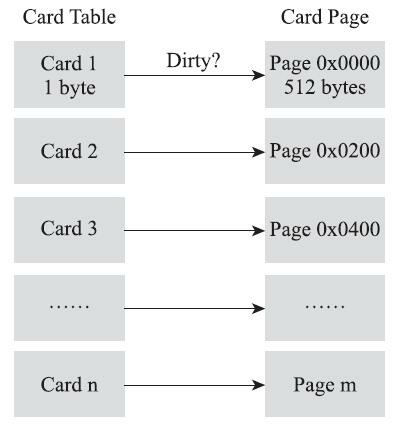 Card Table
Card Page
Card 1
1 byte
Dirty?
Page 0x0000
512 bytes
Card 2
Page 0x0200
Card 3
Page 0x0400
……
……
Card n
Page m